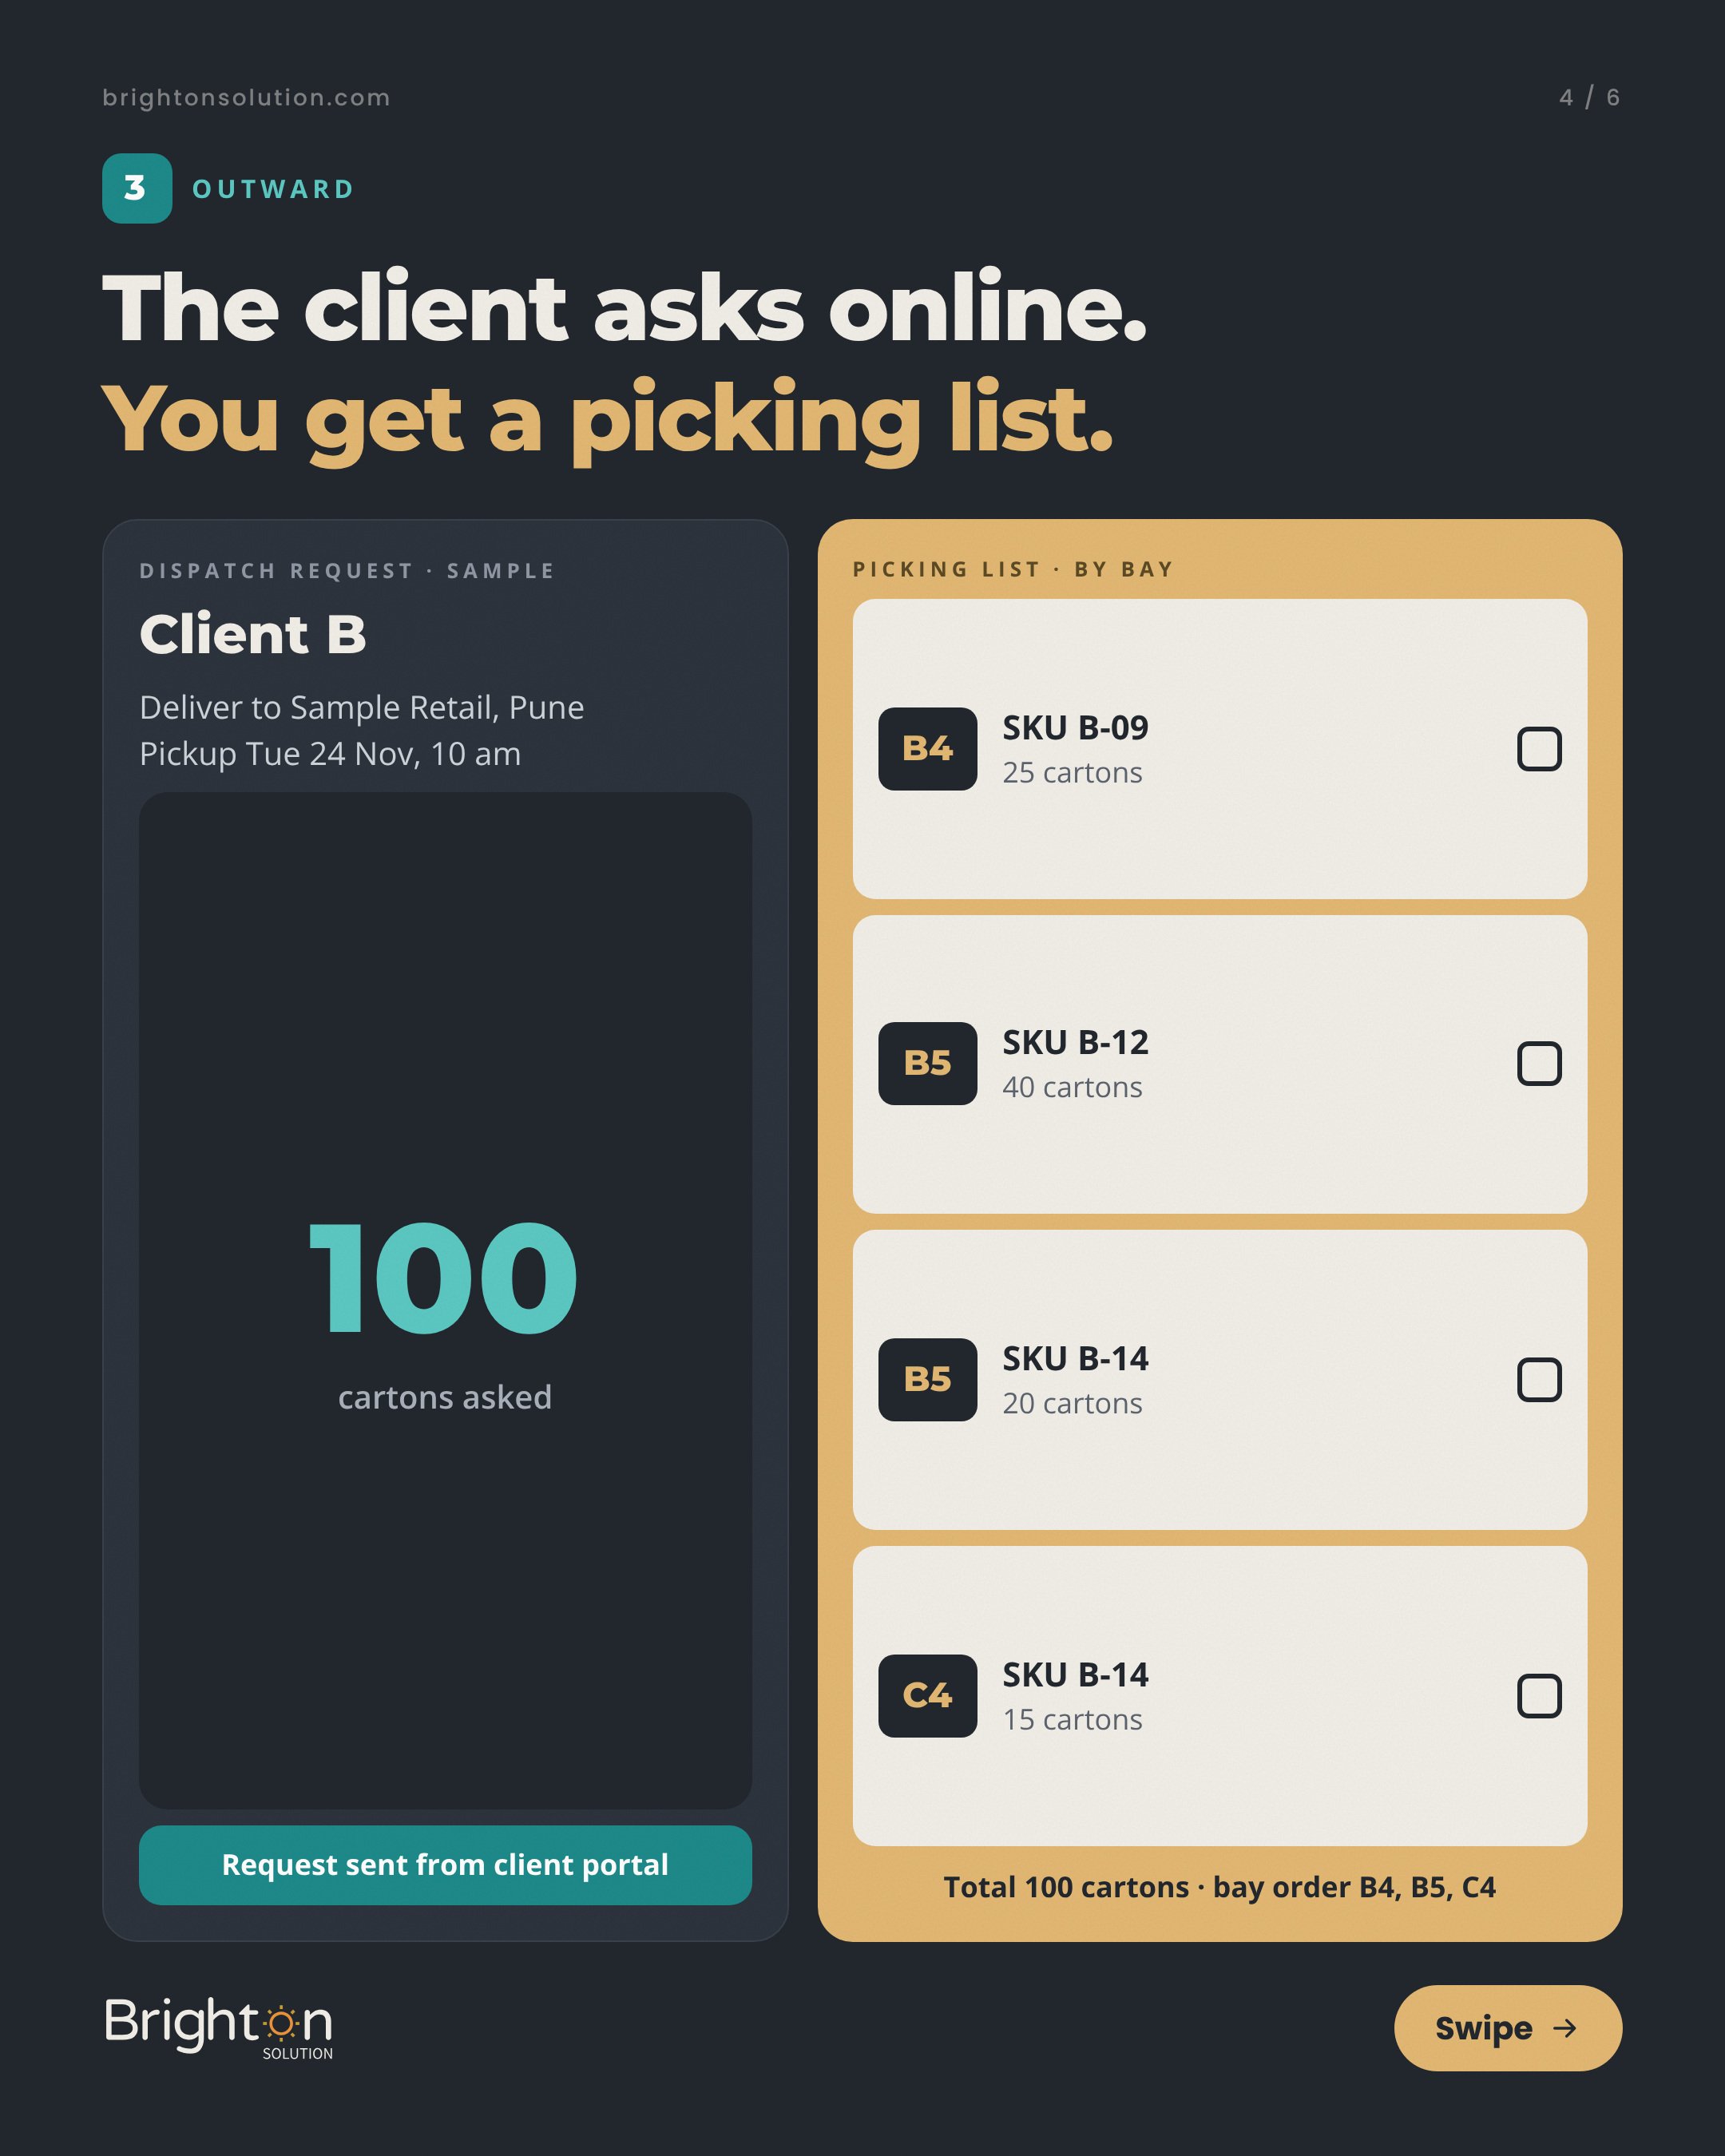 brightonsolution.com
4 / 6
3 OUTWARD
The client asks online.
You get a picking list.
DISPATCH REQUEST · SAMPLE
Client B
Deliver to Sample Retail, Pune
Pickup Tue 24 Nov, 10 am
100
cartons asked
Request sent from client portal
PICKING LIST · BY BAY
B4
SKU B-09
25 cartons
B5
SKU B-12
40 cartons
B5
SKU B-14
20 cartons
C4
SKU B-14
15 cartons
Total 100 cartons · bay order B4, B5, C4
Brighton
SOLUTION
Swipe →